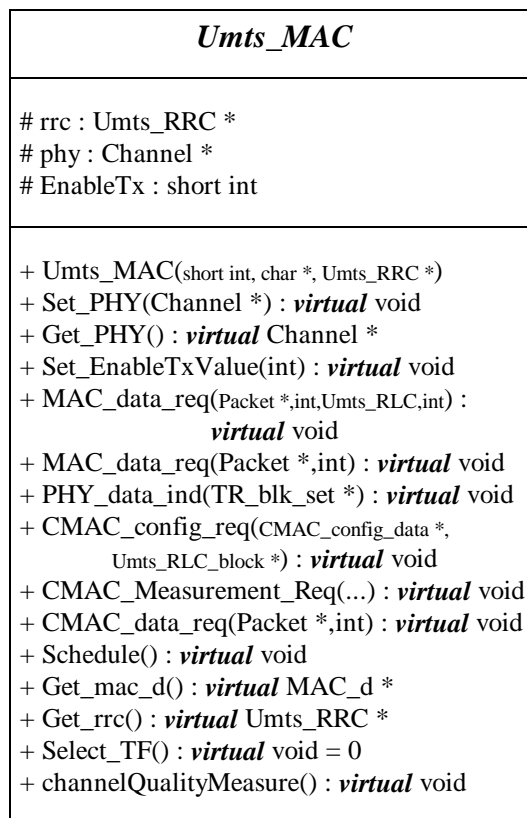 Umts_MAC
# rrc : Umts_RRC *
# phy : Channel *
# EnableTx : short int
+ Umts_MAC(short int, char *, Umts_RRC *)
+ Set_PHY(Channel *) : virtual void
+ Get_PHY() : virtual Channel *
+ Set_EnableTxValue(int) : virtual void
+ MAC_data_req(Packet *,int,Umts_RLC,int) :
virtual void
+ MAC_data_req(Packet *,int) : virtual void
+ PHY_data_ind(TR_blk_set *) : virtual void
+ CMAC_config_req(CMAC_config_data *,
Umts_RLC_block *) : virtual void
+ CMAC_Measurement_Req(...) : virtual void
+ CMAC_data_req(Packet *,int) : virtual void
+ Schedule() : virtual void
+ Get_mac_d() : virtual MAC_d *
+ Get_rrc() : virtual Umts_RRC *
+ Select_TF() : virtual void = 0
+ channelQualityMeasure() : virtual void